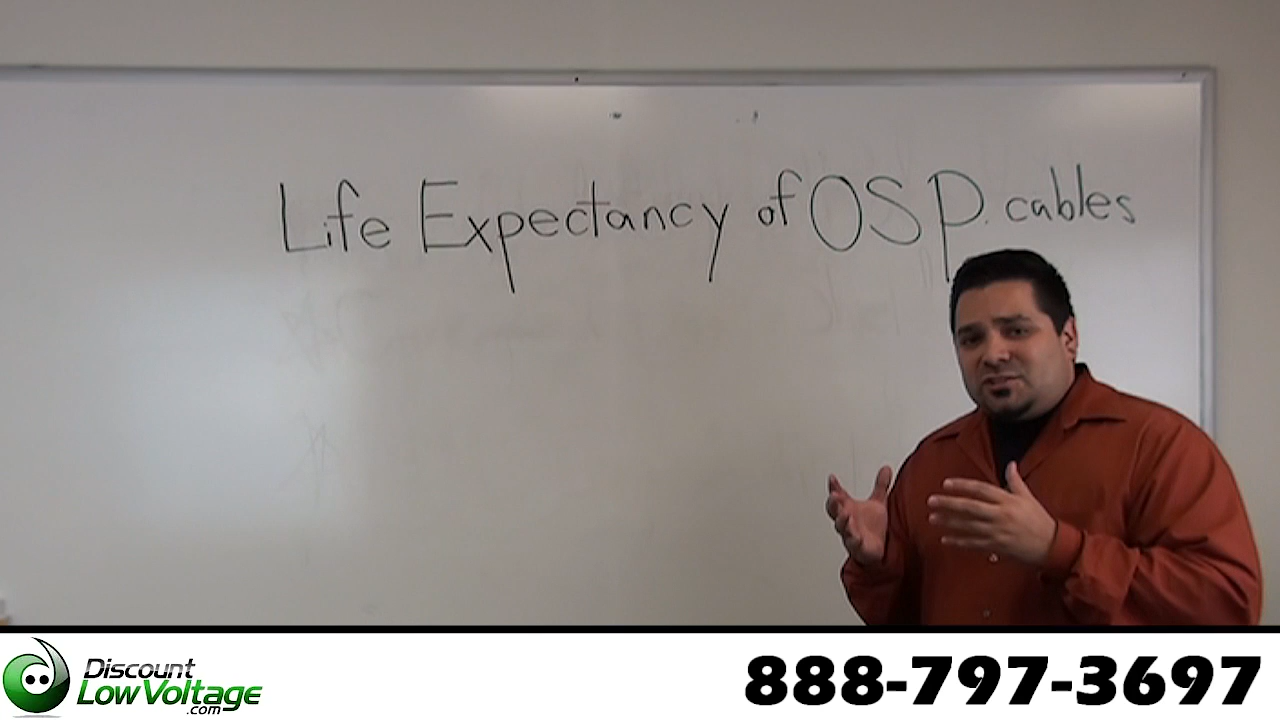 Life Expectancy of OSP. cables
Discount
LowVoltage
.com
888-797-3697